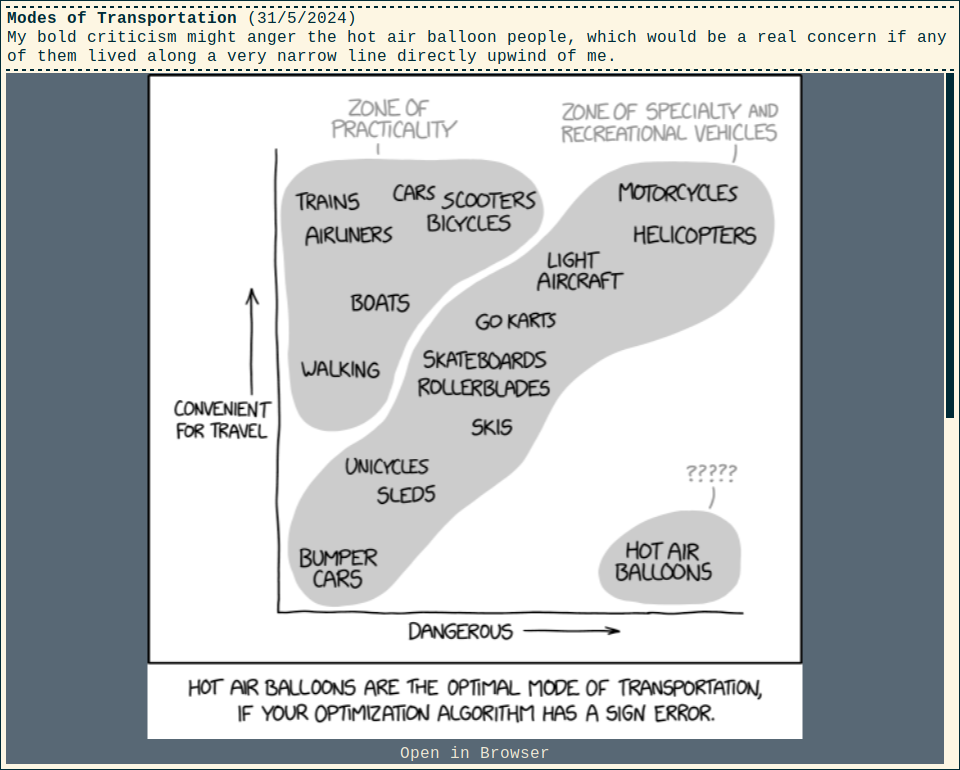 Modes of Transportation (31/5/2024)
My bold criticism might anger the hot air balloon people, which would be a real concern if any
of them lived along a very narrow line directly upwind of me.
ZONE OF
PRACTICALITY
ZONE OF SPECIALTY AND
RECREATIONAL VEHICLES
TRAINS
CARS
SCOOTERS
BICYCLES
AIRLINERS
MOTORCYCLES
HELICOPTERS
LIGHT
AIRCRAFT
BOATS
GO KARTS
WALKING
SKATEBOARDS
ROLLERBLADES
CONVENIENT
FOR TRAVEL
SKIS
UNICYCLES
SLEDS
?????
BUMPER
CARS
HOT AIR
BALLOONS
DANGEROUS
HOT AIR BALLOONS ARE THE OPTIMAL MODE OF TRANSPORTATION,
IF YOUR OPTIMIZATION ALGORITHM HAS A SIGN ERROR.
Open in Browser